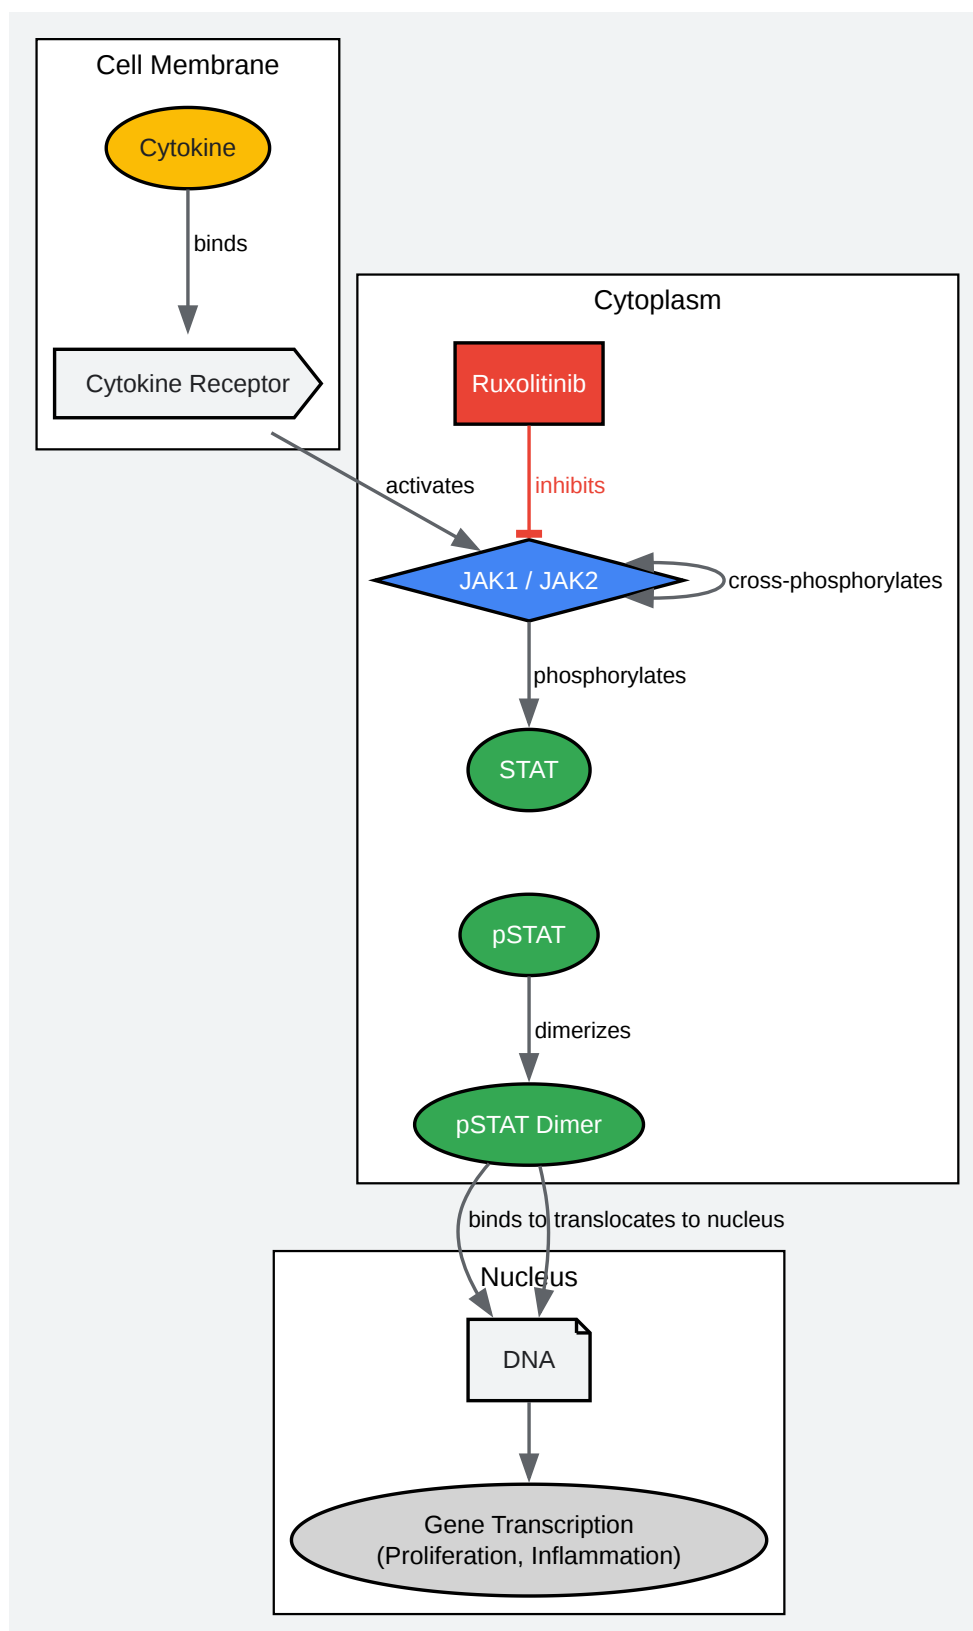 Cell Membrane
Cytokine
binds
Cytokine Receptor
Cytoplasm
Ruxolitinib
activates
inhibits
JAK1 / JAK2
cross-phosphorylates
phosphorylates
STAT
pSTAT
dimerizes
pSTAT Dimer
binds to
translocates to nucleus
Nucleus
DNA
Gene Transcription
(Proliferation, Inflammation)